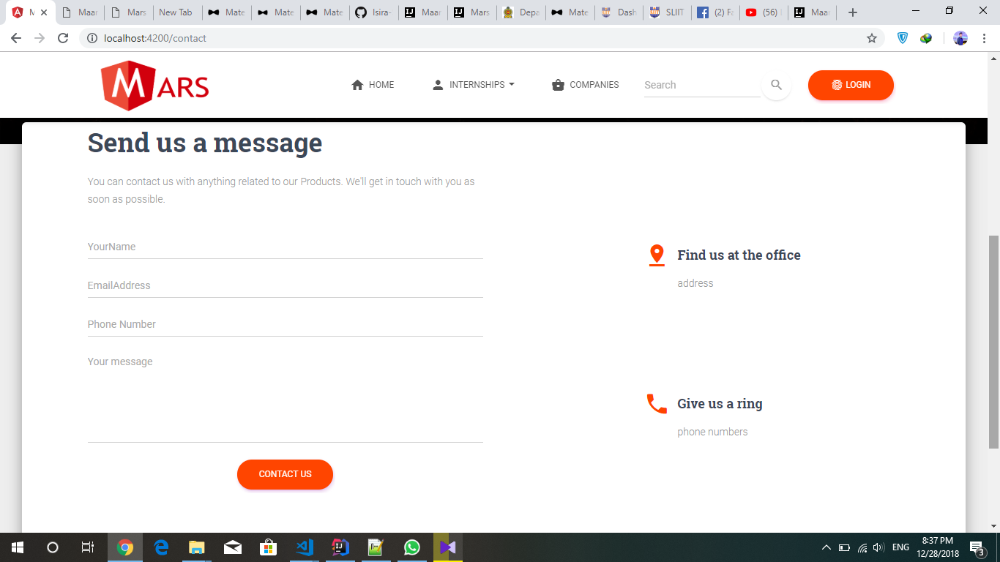 M
Maar
Mars
New Tab
Mate
Mate
Mate
Isira-
Maar
Mars
Depa
Mate
Dash
SLIIT
(2) Fa
(56)
Maar
localhost:4200/contact
MARS
HOME
INTERNSHIPS
COMPANIES
Search
LOGIN
Send us a message
You can contact us with anything related to our Products. We'll get in touch with you as
soon as possible.
YourName
EmailAddress
Phone Number
Your message
CONTACT US
Find us at the office
address
Give us a ring
phone numbers
ENG
8:37 PM
12/28/2018
3